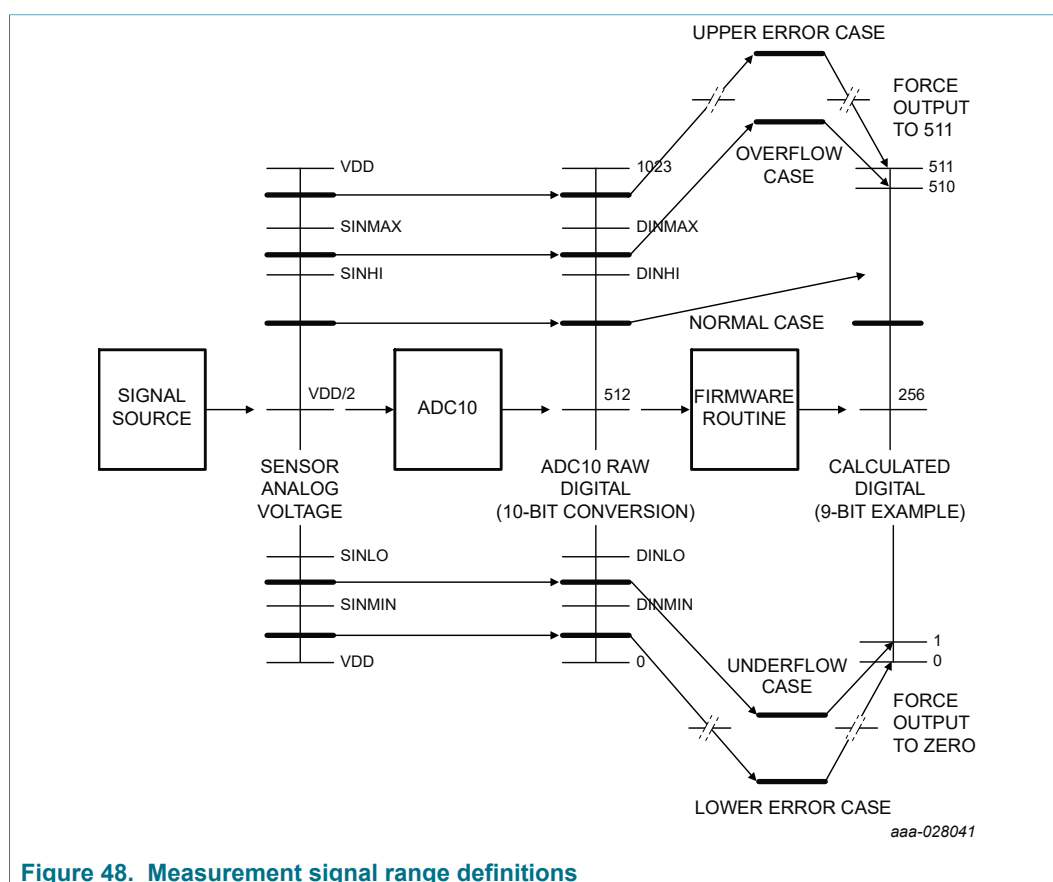 UPPER ERROR CASE
FORCE
OUTPUT
TO 511
OVERFLOW
CASE
VDD
1023
511
510
SINMAX
DINMAX
SINHI
DINHI
NORMAL CASE
SIGNAL
SOURCE
VDD/2
ADC10
512
FIRMWARE
ROUTINE
256
SENSOR
ANALOG
VOLTAGE
ADC10 RAW
DIGITAL
(10-BIT CONVERSION)
CALCULATED
DIGITAL
(9-BIT EXAMPLE)
SINLO
DINLO
SINMIN
DINMIN
VDD
0
1
0
UNDERFLOW
CASE
FORCE
OUTPUT
TO ZERO
LOWER ERROR CASE
aaa-028041
Figure 48. Measurement signal range definitions